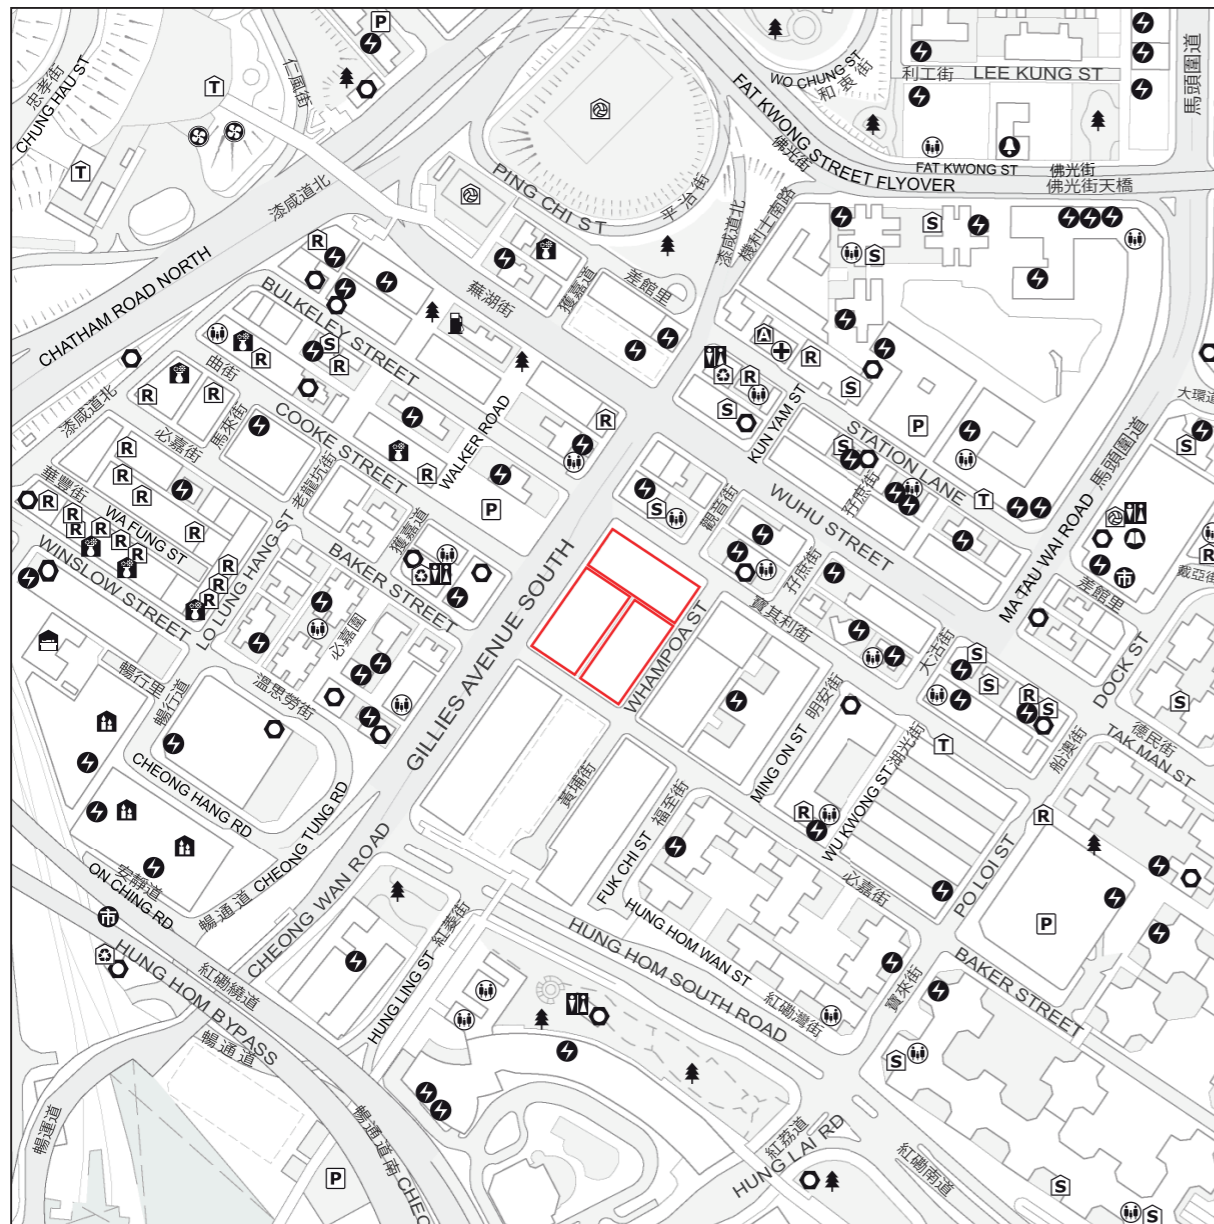 忠孝街
CHUNG HAU ST
仁風街
P
T
T
漆咸道北
CHATHAM ROAD NORTH
PING CHI ST
平治街
WO CHUNG ST
和衷街
利工街
LEE KUNG ST
馬頭圍道
FAT KWONG STREET FLYOVER
佛光街
FAT KWONG ST
佛光街
佛光街天橋
漆咸道北
機利士南路
差館里
獲嘉道
蕪湖街
R
BULKELEY STREET
S
R
R
S
S
A
R
S
R
S
曲街
R
R
漆咸道北
必嘉街
馬來街
COOKE STREET
WALKER ROAD
R
R
KUN YAM ST
STATION LANE
P
S
T
大環道
S
馬頭圍道
MA TAU WAI ROAD
華豐街
WA FUNG ST
R
R
R
R
R
R
R
R
R
R
R
R
WINSLOW STREET
LO LUNG HANG ST
老龍坑街
獲嘉道
BAKER STREET
P
S
觀音街
WUHU STREET
孖庶街
孖庶街
寶其利街
差館里
戴亞街
R
DOCK ST
GILLIES AVENUE SOUTH
WHAMPOA ST
必嘉圍
溫思勞街
暢行里
暢行道
CHEONG HANG RD
CHEONG TUNG RD
暢通道
安靜道
ON CHING RD
CHEONG WAN ROAD
黃埔街
福至街
FUK CHI ST
MING ON ST
明安街
WU KWONG ST
湖光街
大沽街
S
S
R
S
S
T
R
R
船澳街
德民街
TAK MAN ST
PO LOI ST
必嘉街
P
BAKER STREET
寶來街
HUNG HOM WAN ST
紅磡灣街
HUNG HOM SOUTH ROAD
HUNG LING ST
紅菱街
HUNG HOM BYPASS
紅磡繞道
暢通道
暢運道
暢通道南
CHEO
P
紅荔道
HUNG LAI RD
紅磡南道
S
S
S
市
市